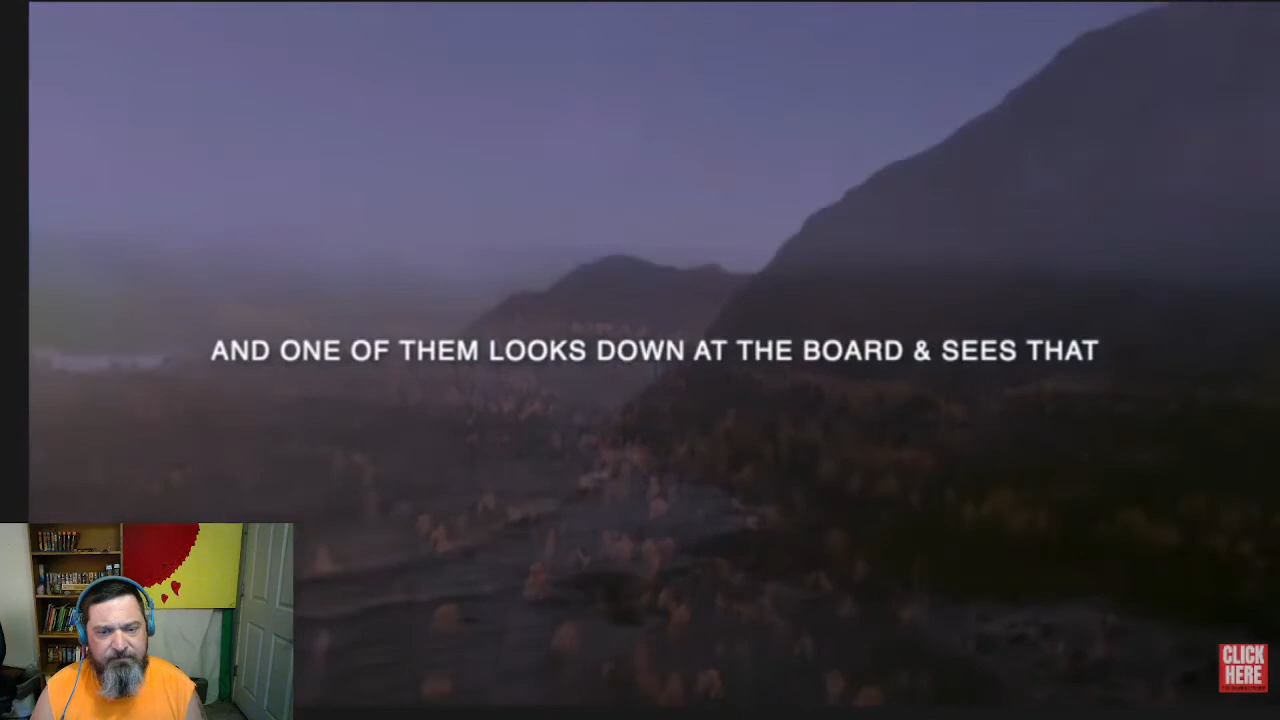 AND ONE OF THEM LOOKS DOWN AT THE BOARD & SEES THAT
CLICK
HERE